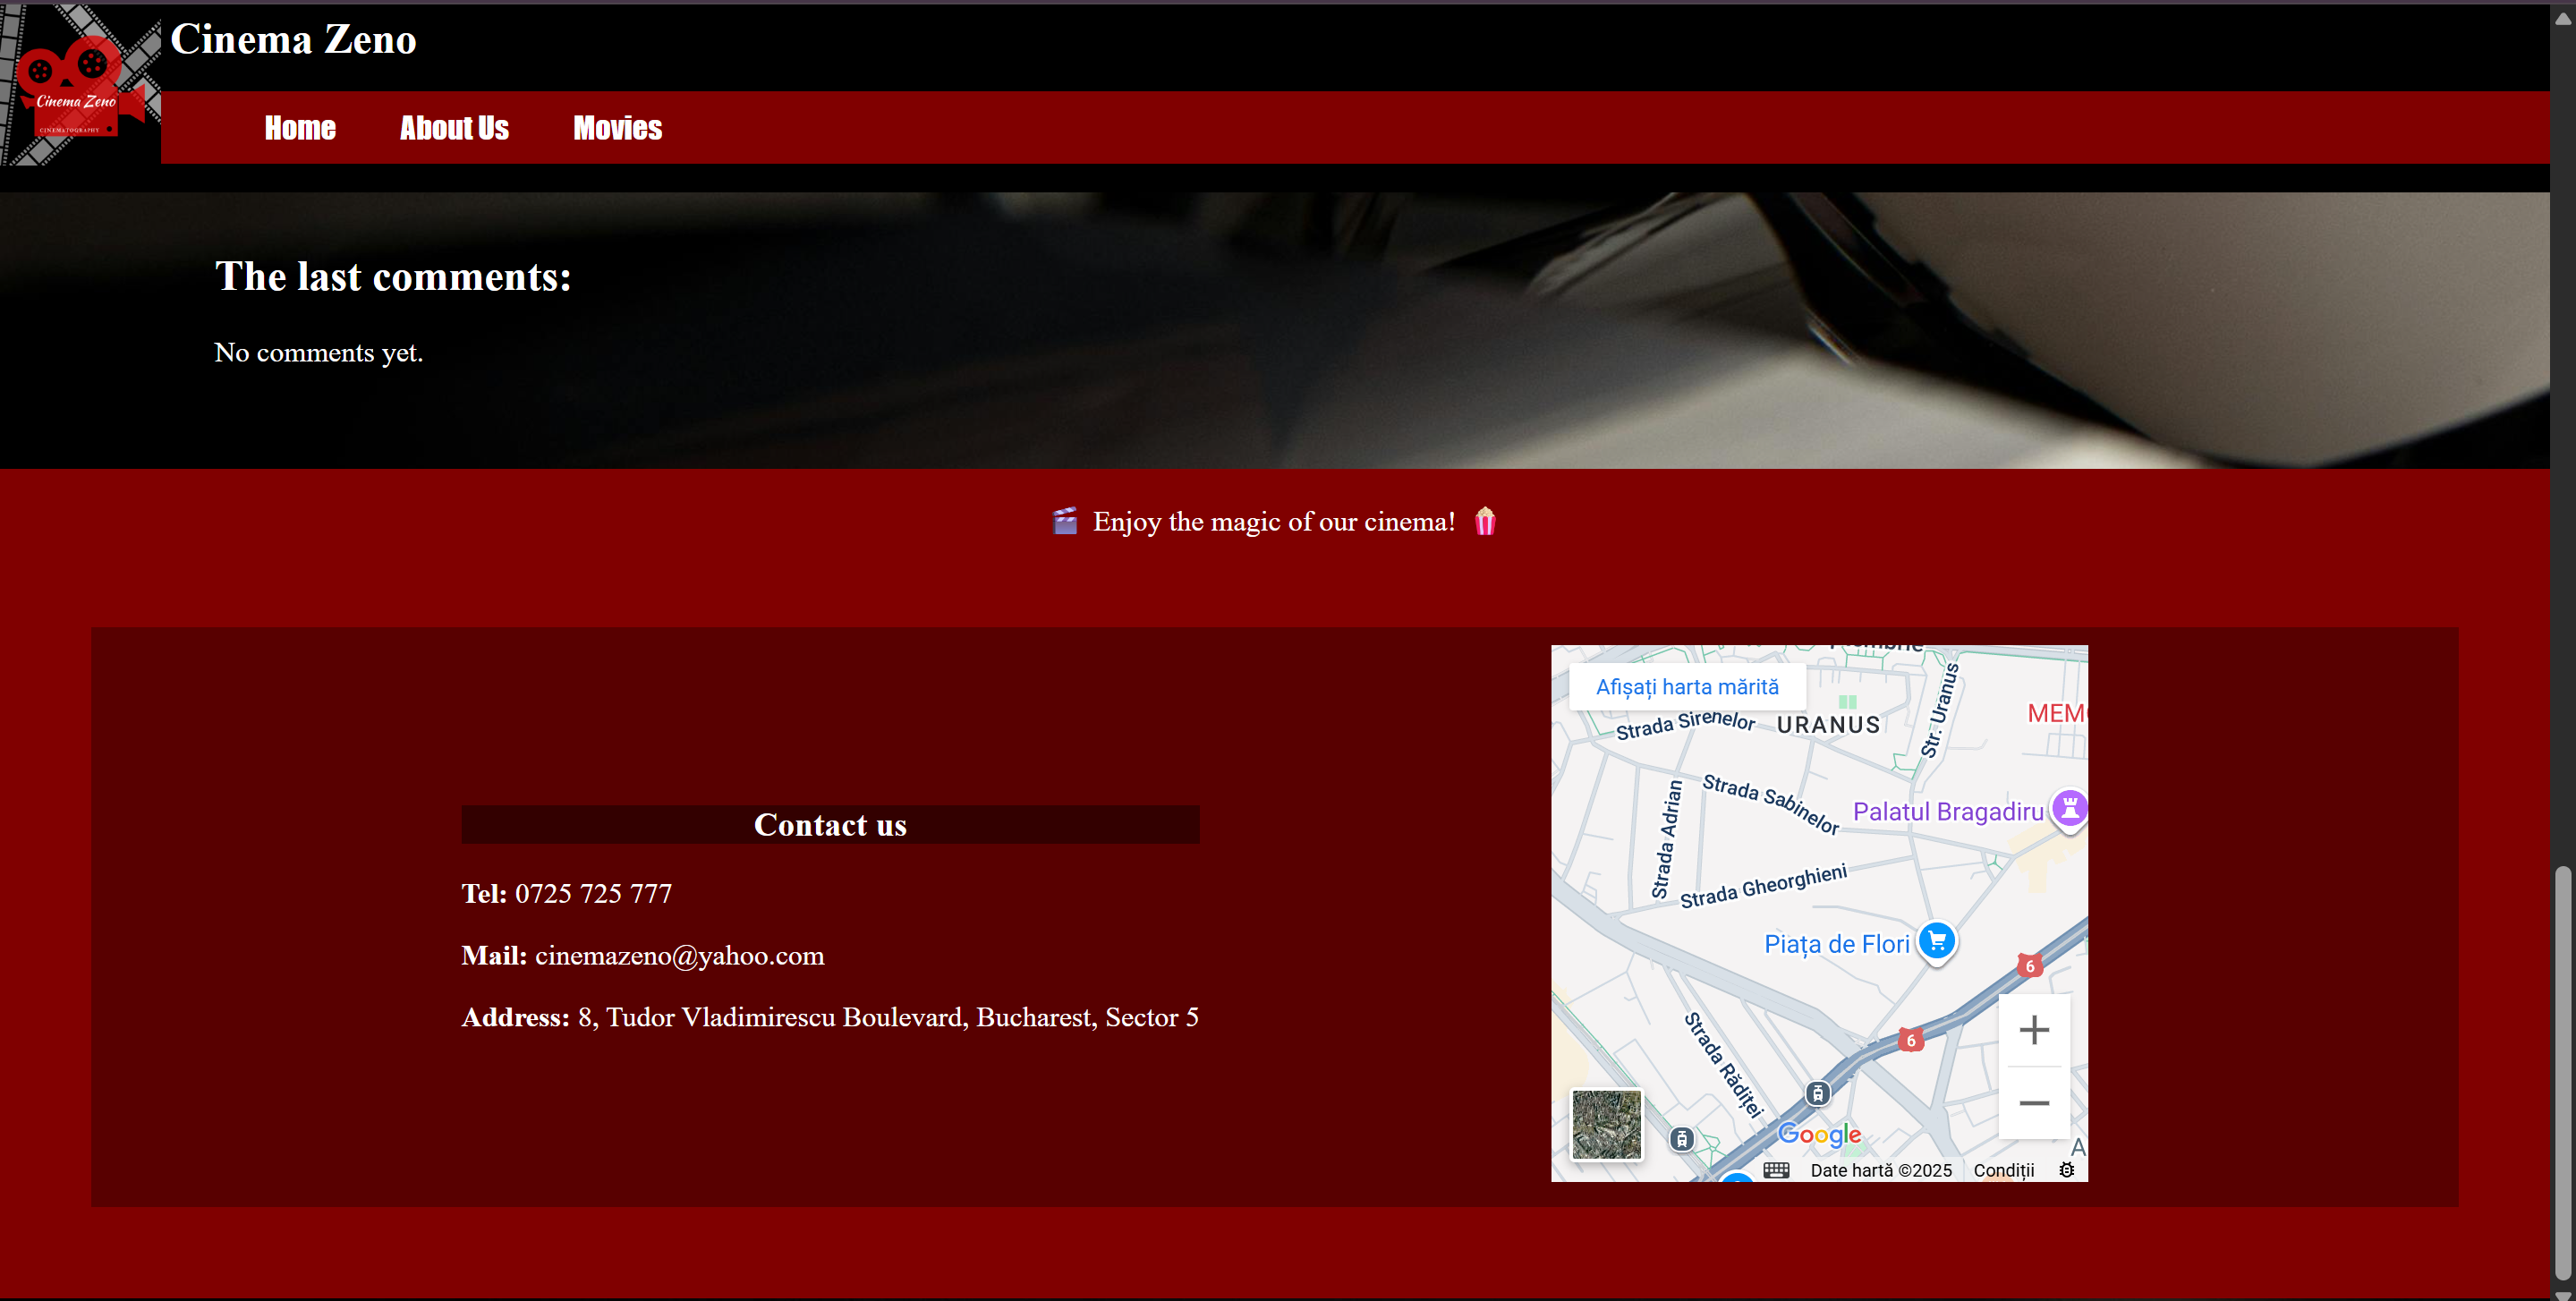 Cinema Zeno
Cinema Zeno
CINEMATOGRAPHY
Home About Us Movies
The last comments:
No comments yet.
🎬 Enjoy the magic of our cinema! 🍿
Contact us
Tel: 0725 725 777
Mail: cinemazeno@yahoo.com
Address: 8, Tudor Vladimirescu Boulevard, Bucharest, Sector 5
Afișați harta mărită
Strada Sirenelor
URANUS
Str. Uranus
Strada Sabinelor
Strada Adrian
Palatul Bragadiru
Strada Gheorghieni
Piața de Flori
6
6
Strada Rădiței
Google
Date hartă ©2025 Condiții